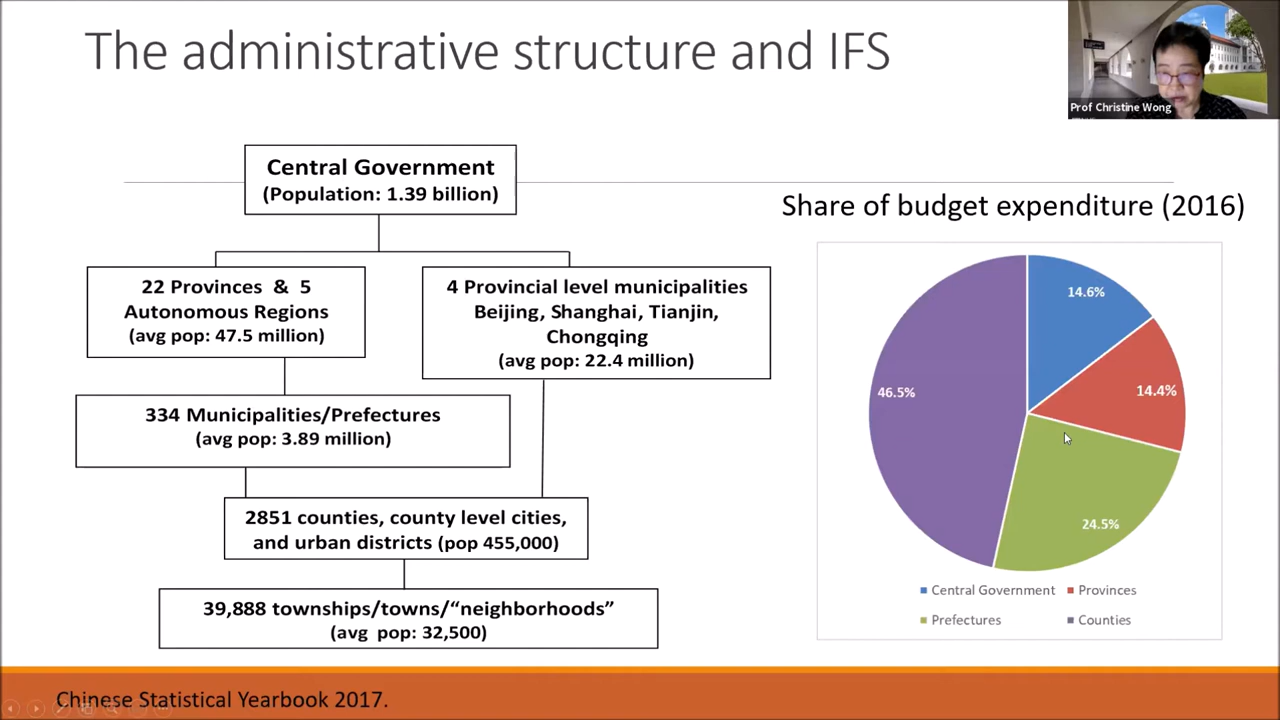 The administrative structure and IFS
Prof Christine Wong
Central Government
(Population: 1.39 billion)
22 Provinces & 5
Autonomous Regions
(avg pop: 47.5 million)
4 Provincial level municipalities
Beijing, Shanghai, Tianjin,
Chongqing
(avg pop: 22.4 million)
334 Municipalities/Prefectures
(avg pop: 3.89 million)
2851 counties, county level cities,
and urban districts (pop 455,000)
39,888 townships/towns/“neighborhoods”
(avg pop: 32,500)
Share of budget expenditure (2016)
14.6%
14.4%
46.5%
24.5%
Central Government
Provinces
Prefectures
Counties
Chinese Statistical Yearbook 2017.